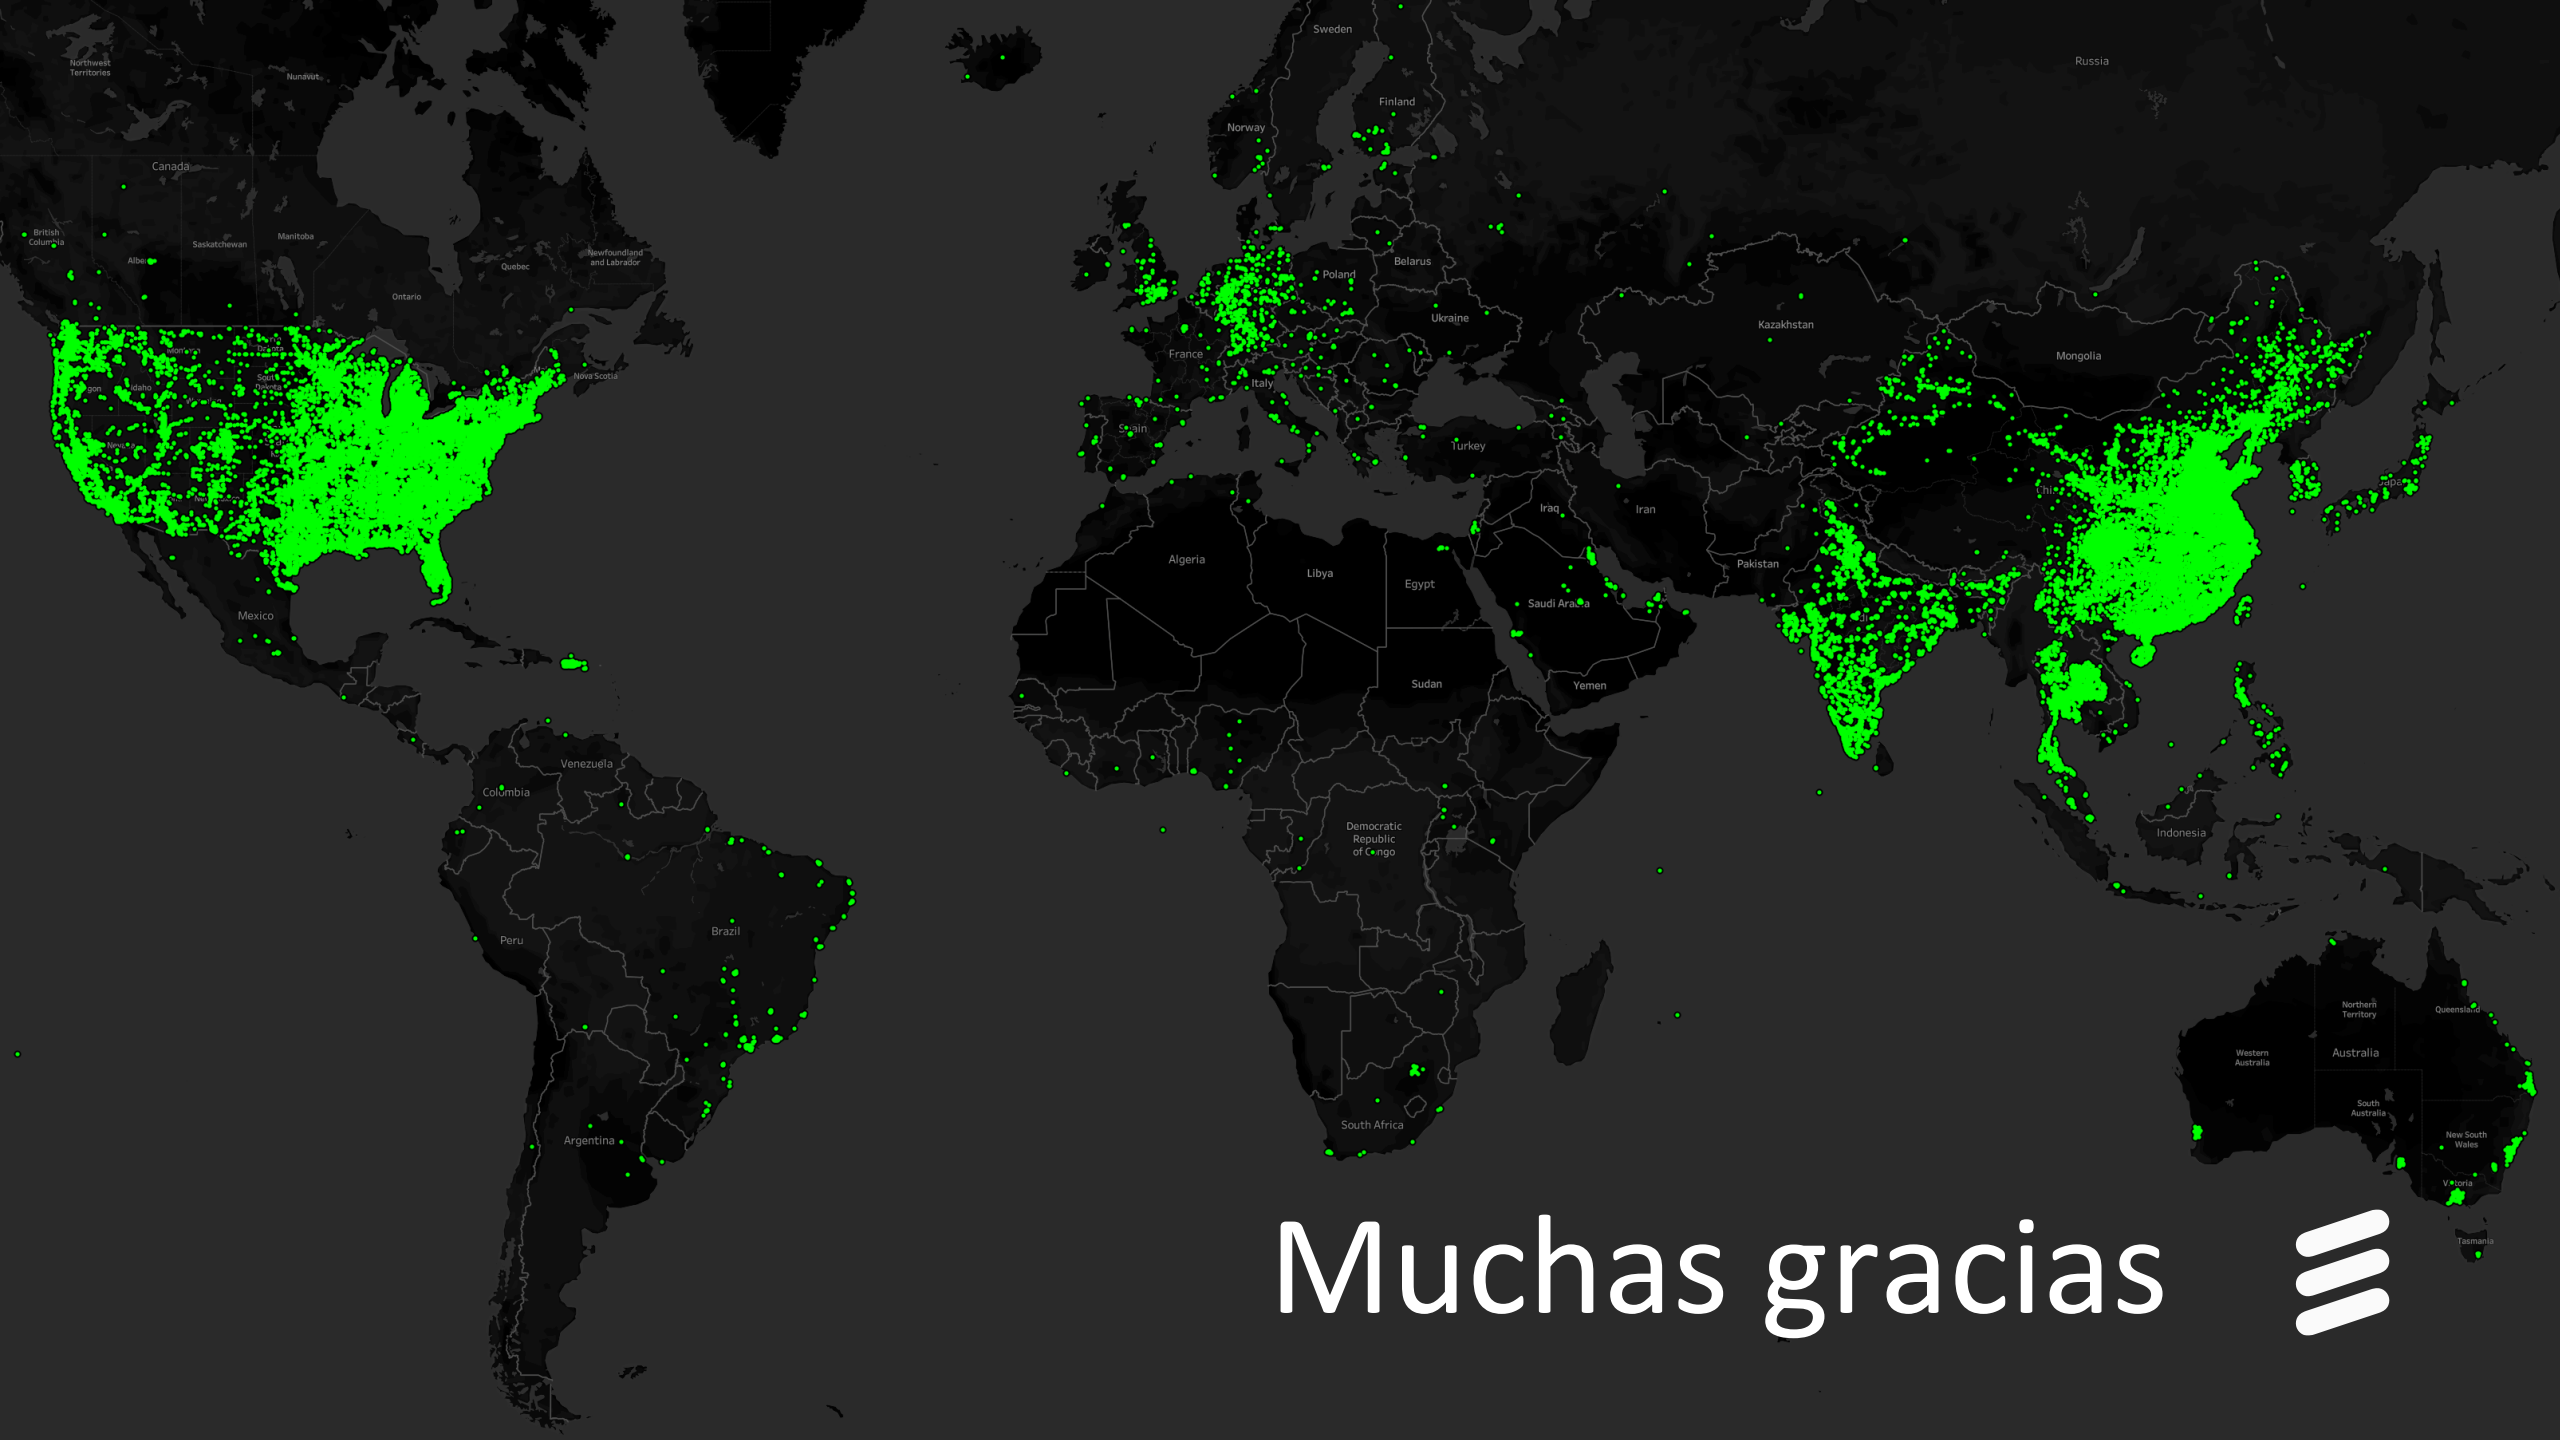 Sweden
Russia
Northwest
Territories
Nunavut
Finland
Norway
Canada
British
Columbia
Manitoba
Saskatchewan
Newfoundland
and Labrador
Quebec
Belarus
Poland
Ontario
Ukraine
Kazakhstan
France
Mongolia
Nova Scotia
Italy
Idaho
Spain
Turkey
Iraq
Iran
Algeria
Libya
Egypt
Pakistan
Saudi Arabia
Mexico
Sudan
Yemen
Venezuela
Colombia
Democratic
Republic
of Congo
Indonesia
Brazil
Peru
Northern
Territory
Queensland
Western
Australia
Australia
South
Australia
South Africa
Argentina
New South
Wales
Victoria
Tasmania
Muchas gracias